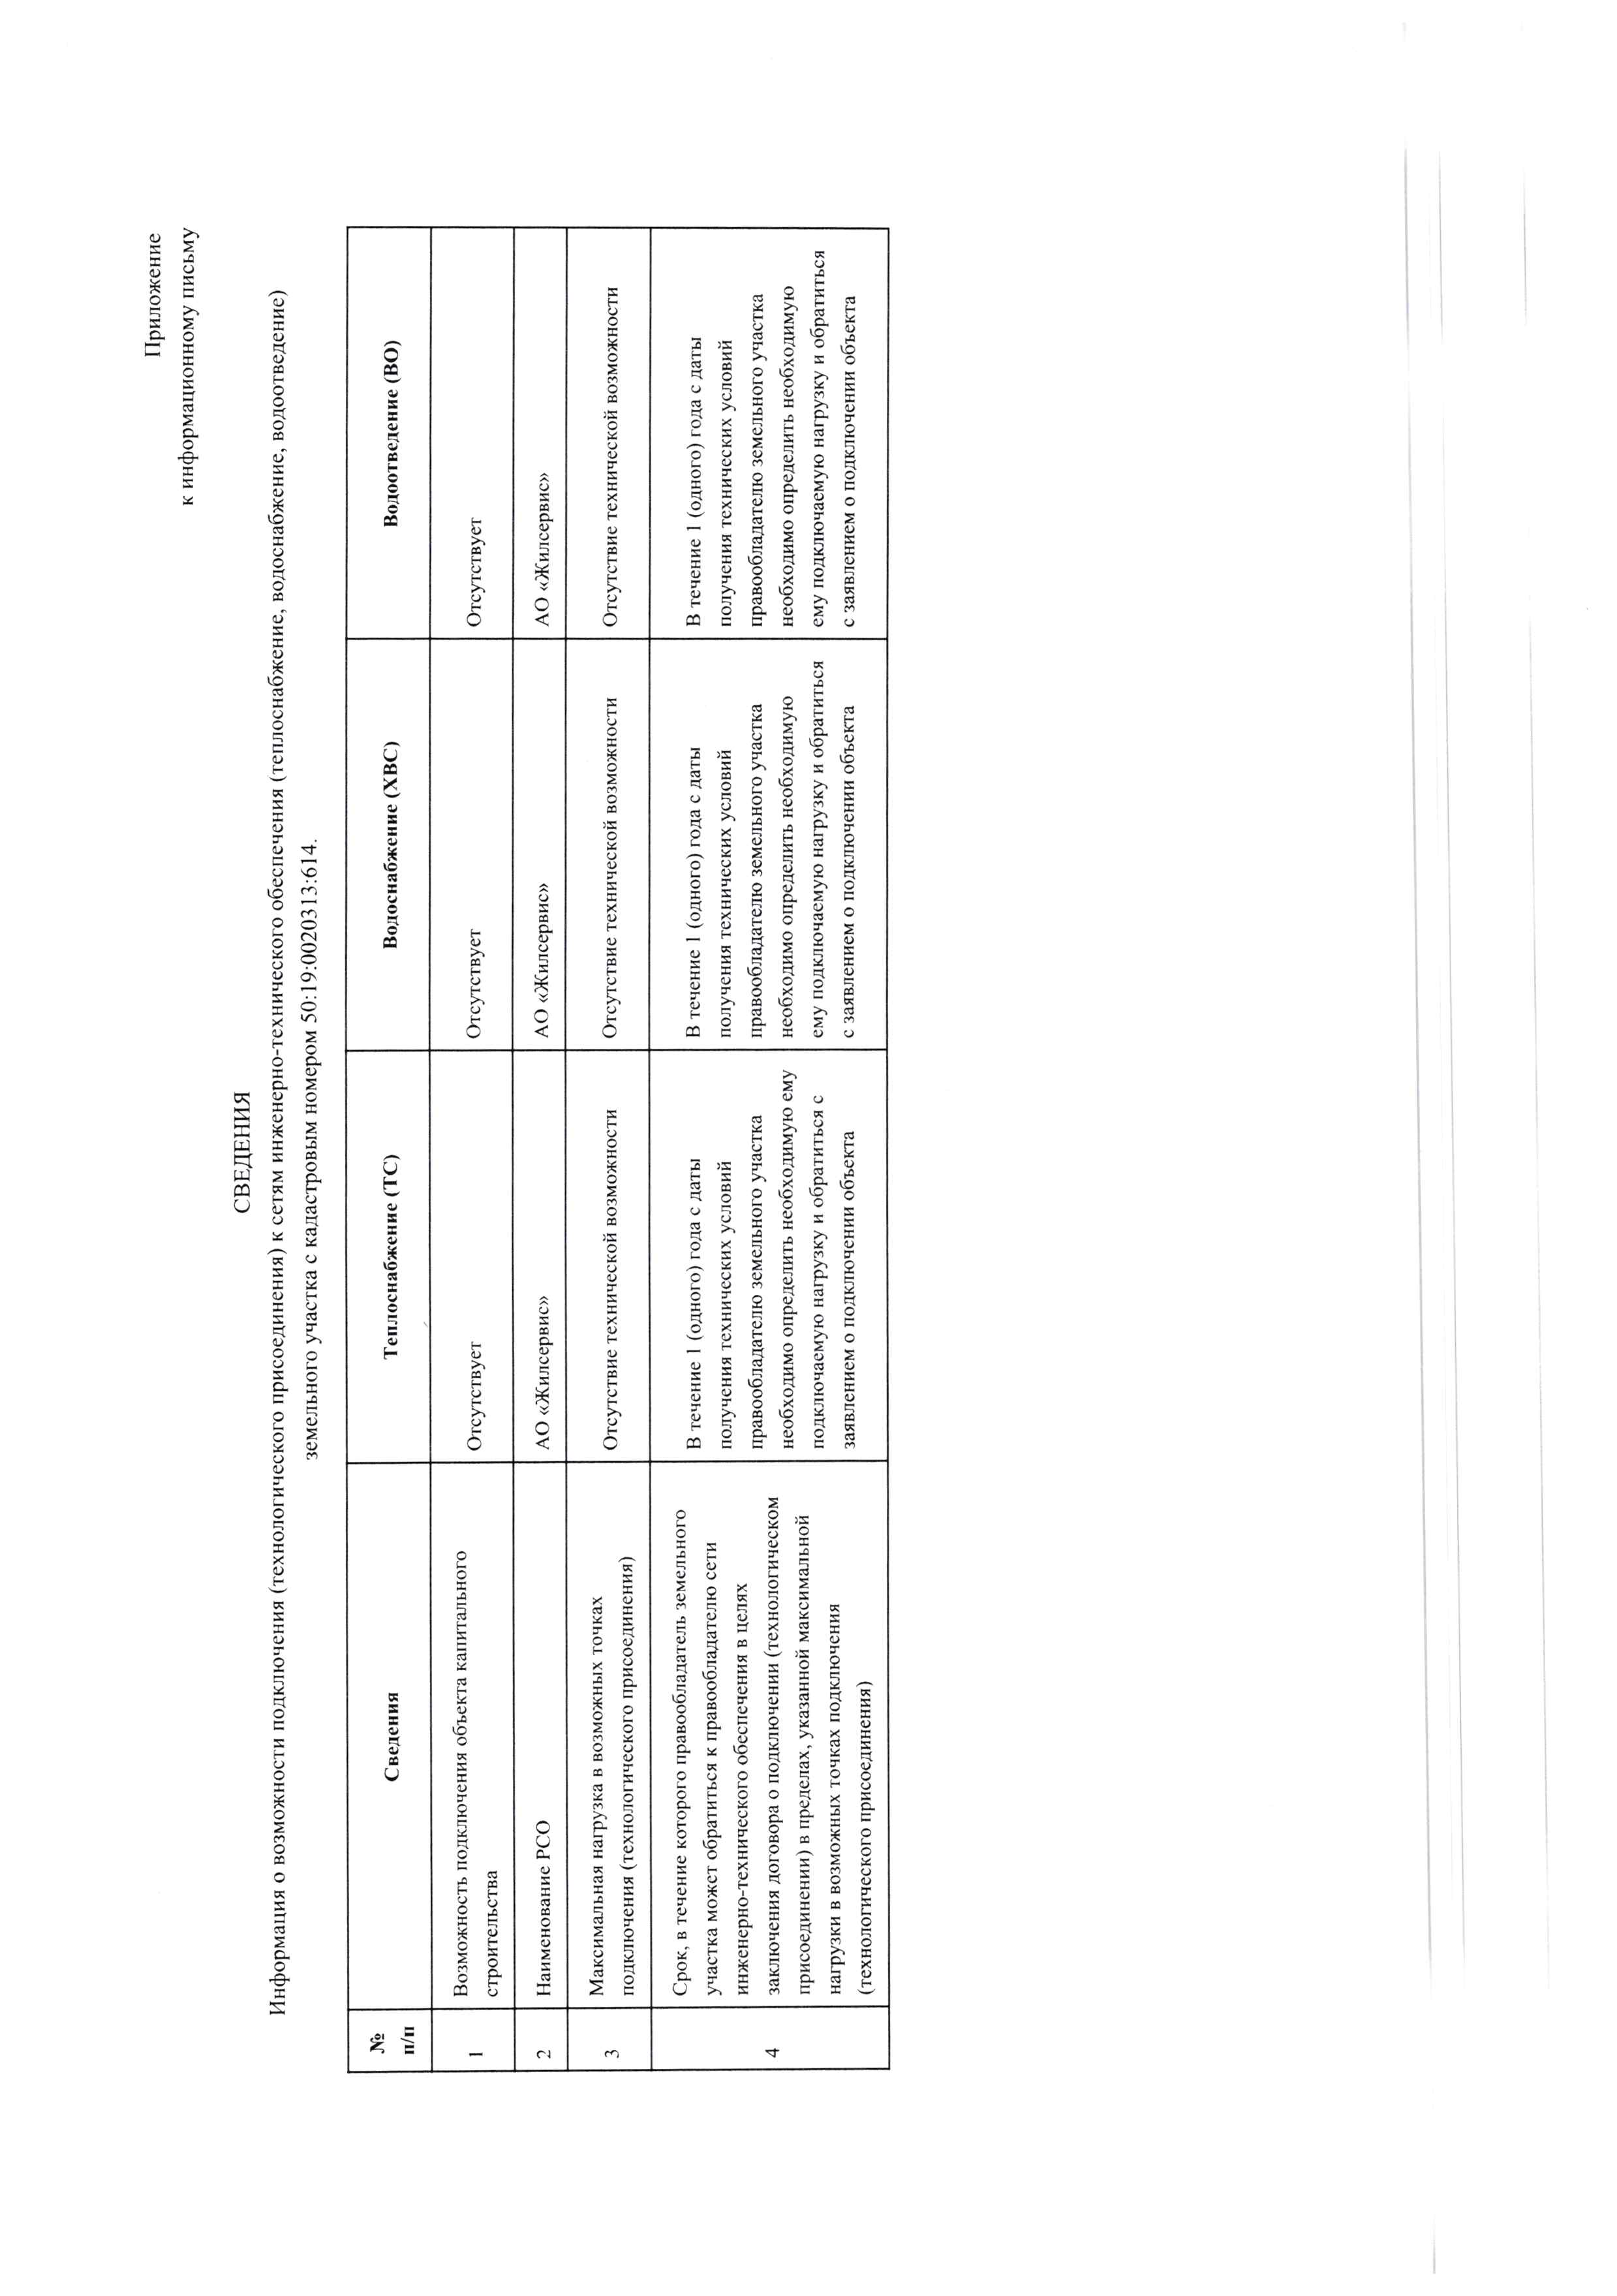 Приложение
к информационному письму
СВЕДЕНИЯ
Информация о возможности подключения (технологического присоединения) к сетям инженерно-технического обеспечения (теплоснабжение, водоснабжение, водоотведение)
земельного участка с кадастровым номером 50:19:0020313:614.
№
п/п
Сведения
Теплоснабжение (ТС)
Водоснабжение (ХВС)
Водоотведение (ВО)
1
Возможность подключения объекта капитального
строительства
Отсутствует
Отсутствует
Отсутствует
2
Наименование РСО
АО «Жилсервис»
АО «Жилсервис»
АО «Жилсервис»
3
Максимальная нагрузка в возможных точках
подключения (технологического присоединения)
Отсутствие технической возможности
Отсутствие технической возможности
Отсутствие технической возможности
4
Срок, в течение которого правообладатель земельного
участка может обратиться к правообладателю сети
инженерно-технического обеспечения в целях
заключения договора о подключении (технологическом
присоединении) в пределах, указанной максимальной
нагрузки в возможных точках подключения
(технологического присоединения)
В течение 1 (одного) года с даты
получения технических условий
правообладателю земельного участка
необходимо определить необходимую ему
подключаемую нагрузку и обратиться с
заявлением о подключении объекта
В течение 1 (одного) года с даты
получения технических условий
правообладателю земельного участка
необходимо определить необходимую
ему подключаемую нагрузку и обратиться
с заявлением о подключении объекта
В течение 1 (одного) года с даты
получения технических условий
правообладателю земельного участка
необходимо определить необходимую
ему подключаемую нагрузку и обратиться
с заявлением о подключении объекта